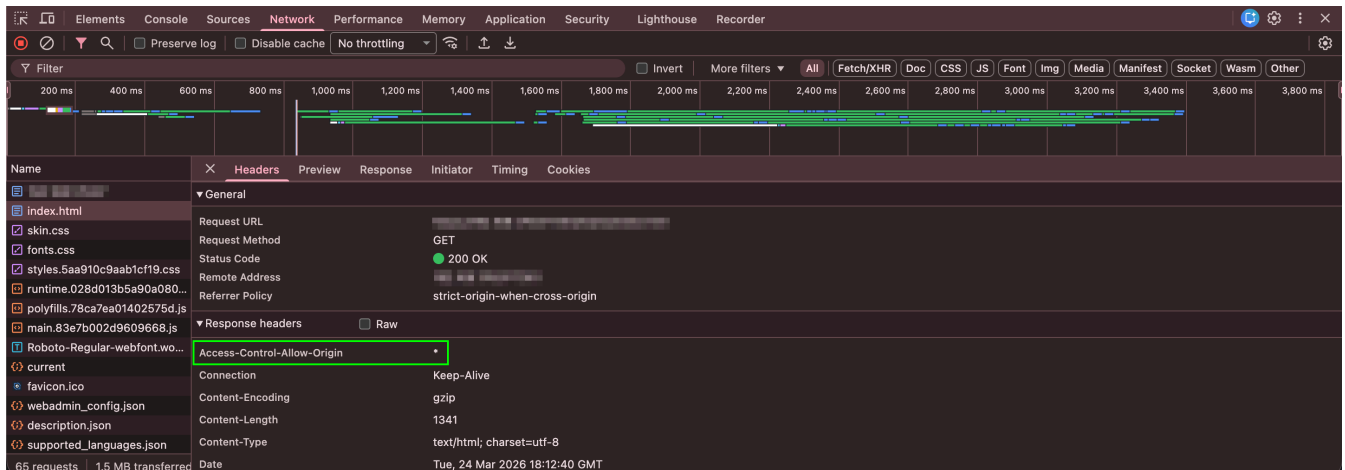 Elements Console Sources Network Performance Memory Application Security Lighthouse Recorder
Preserve log Disable cache No throttling
Filter Invert More filters All Fetch/XHR Doc CSS JS Font Img Media Manifest Socket Wasm Other
200 ms 400 ms 600 ms 800 ms 1,000 ms 1,200 ms 1,400 ms 1,600 ms 1,800 ms 2,000 ms 2,200 ms 2,400 ms 2,600 ms 2,800 ms 3,000 ms 3,200 ms 3,400 ms 3,600 ms 3,800 ms
Name
index.html
skin.css
fonts.css
styles.5aa910c9aab1cf19.css
runtime.028d013b5a90a080...
polyfills.78ca7ea01402575d.js
main.83e7b002d9609668.js
Roboto-Regular-webfont.wo...
current
favicon.ico
webadmin_config.json
description.json
supported_languages.json
65 requests 1.5 MB transferred
Headers Preview Response Initiator Timing Cookies
General
Request URL
Request Method GET
Status Code 200 OK
Remote Address
Referrer Policy strict-origin-when-cross-origin
Response headers Raw
Access-Control-Allow-Origin *
Connection Keep-Alive
Content-Encoding gzip
Content-Length 1341
Content-Type text/html; charset=utf-8
Date Tue, 24 Mar 2026 18:12:40 GMT